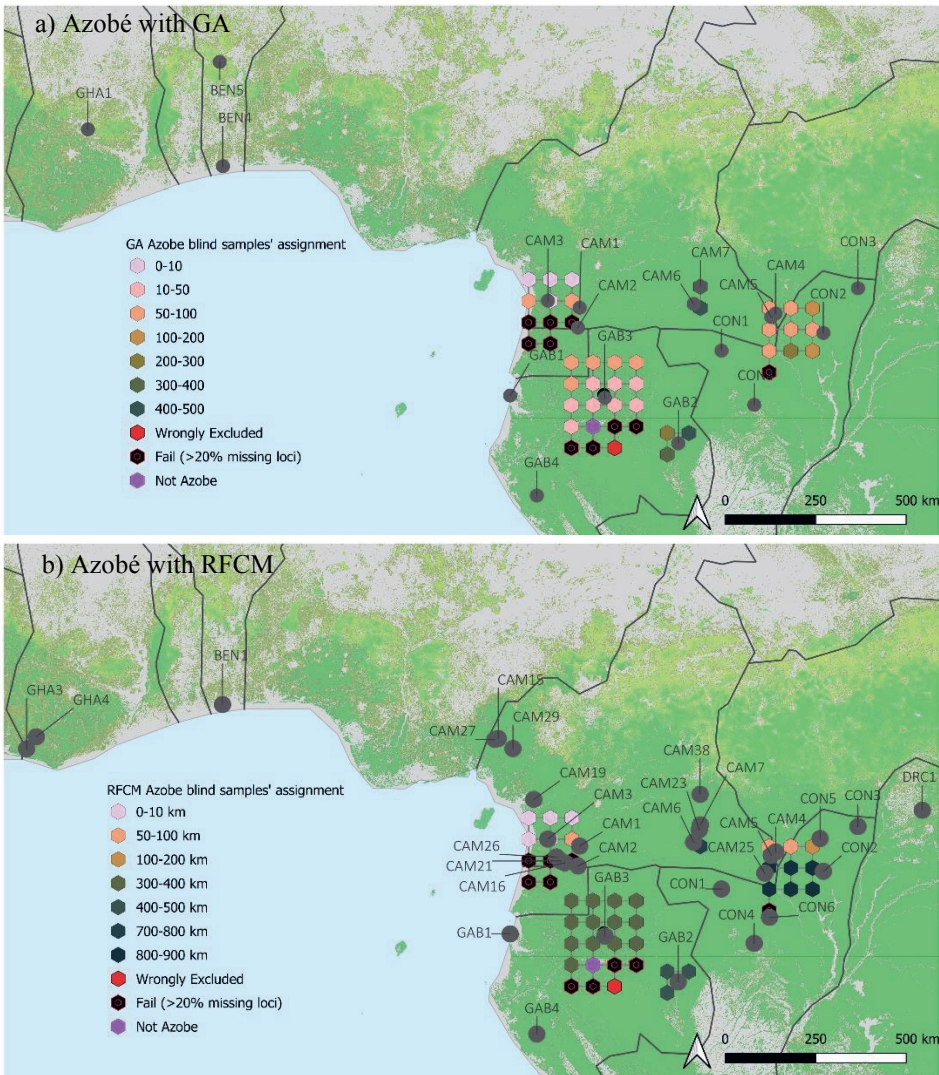 a) Azobé with GA
GHA1
BEN5
BEN4
GA Azobe blind samples' assignment
0-10
10-50
50-100
100-200
200-300
300-400
400-500
Wrongly Excluded
Fail (>20% missing loci)
Not Azobe
CAM3
CAM1
CAM2
CAM7
CAM6
CAM4
CAM5
CON3
CON2
CON1
GAB3
GAB1
GAB2
GAB4
0
250
500 km
b) Azobé with RFCM
GHA3
GHA4
BEN1
RFCM Azobe blind samples' assignment
0-10 km
50-100 km
100-200 km
300-400 km
400-500 km
700-800 km
800-900 km
Wrongly Excluded
Fail (>20% missing loci)
Not Azobe
CAM15
CAM27
CAM29
CAM19
CAM3
CAM1
CAM26
CAM2
CAM21
CAM16
CAM38
CAM23
CAM7
CAM6
CAM5
CAM4
CAM25
CON5
CON3
DRC1
CON2
CON1
CON6
CON4
GAB3
GAB1
GAB2
GAB4
0
250
500 km